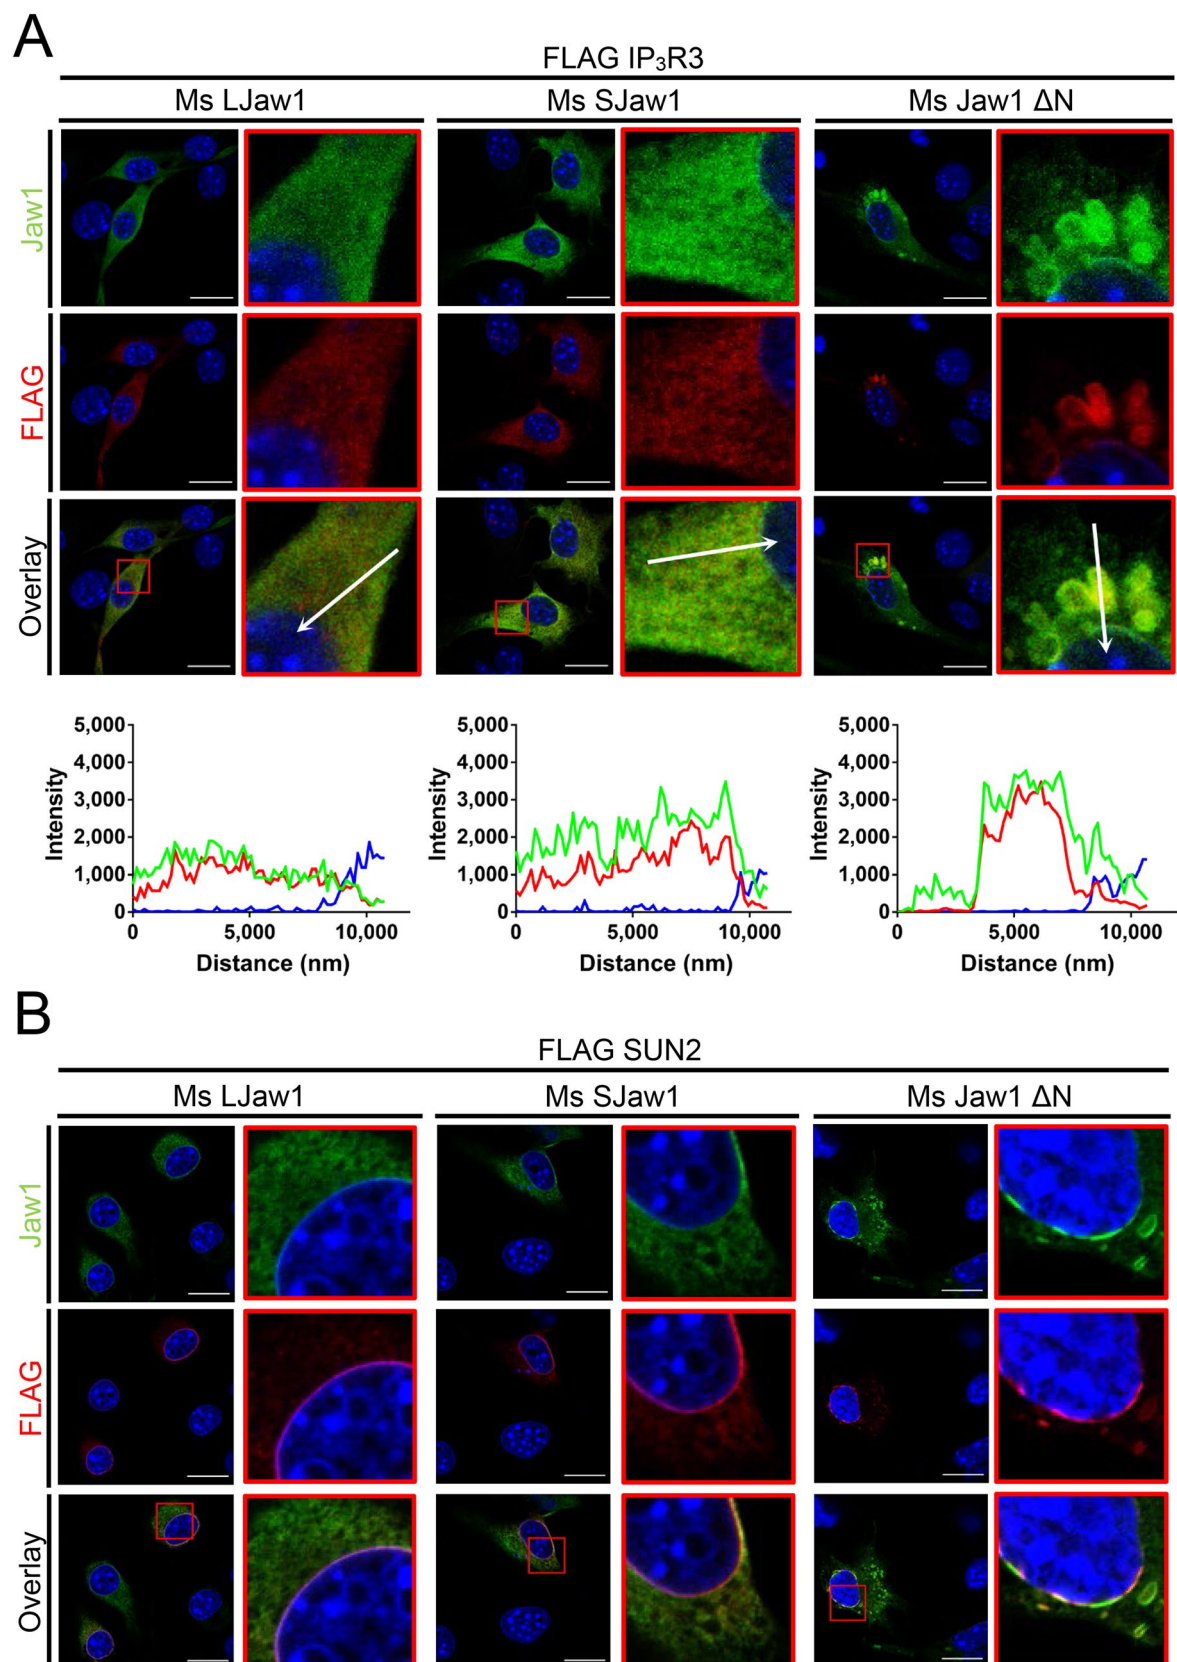 A
FLAG IP₃R3
Ms LJaw1
Ms SJaw1
Ms Jaw1 ΔN
Jaw1
FLAG
Overlay
5,000
4,000
3,000
2,000
1,000
0
Intensity
0
5,000
10,000
Distance (nm)
5,000
4,000
3,000
2,000
1,000
0
Intensity
0
5,000
10,000
Distance (nm)
5,000
4,000
3,000
2,000
1,000
0
Intensity
0
5,000
10,000
Distance (nm)
B
FLAG SUN2
Ms LJaw1
Ms SJaw1
Ms Jaw1 ΔN
Jaw1
FLAG
Overlay